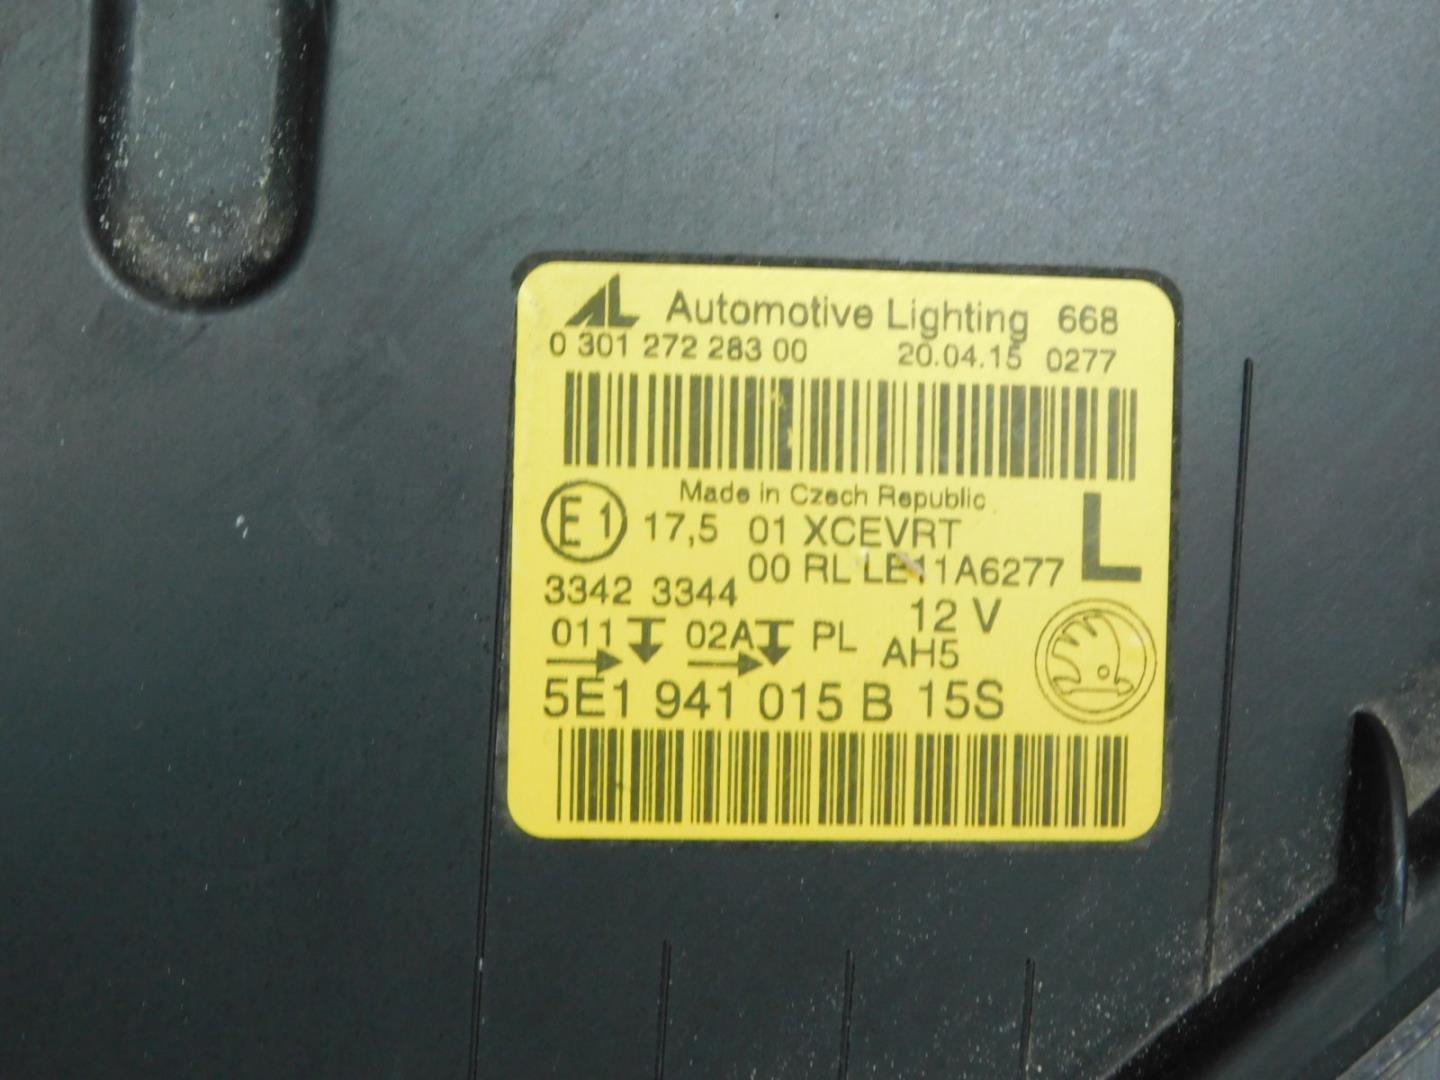 AL Automotive Lighting 668
0 301 272 283 00 20.04.15 0277
Made in Czech Republic
E1 17,5 01 XCEVRT L
00 RL LE11A6277
3342 3344 12 V
011 02A PL AH5
5E1 941 015 B 15S